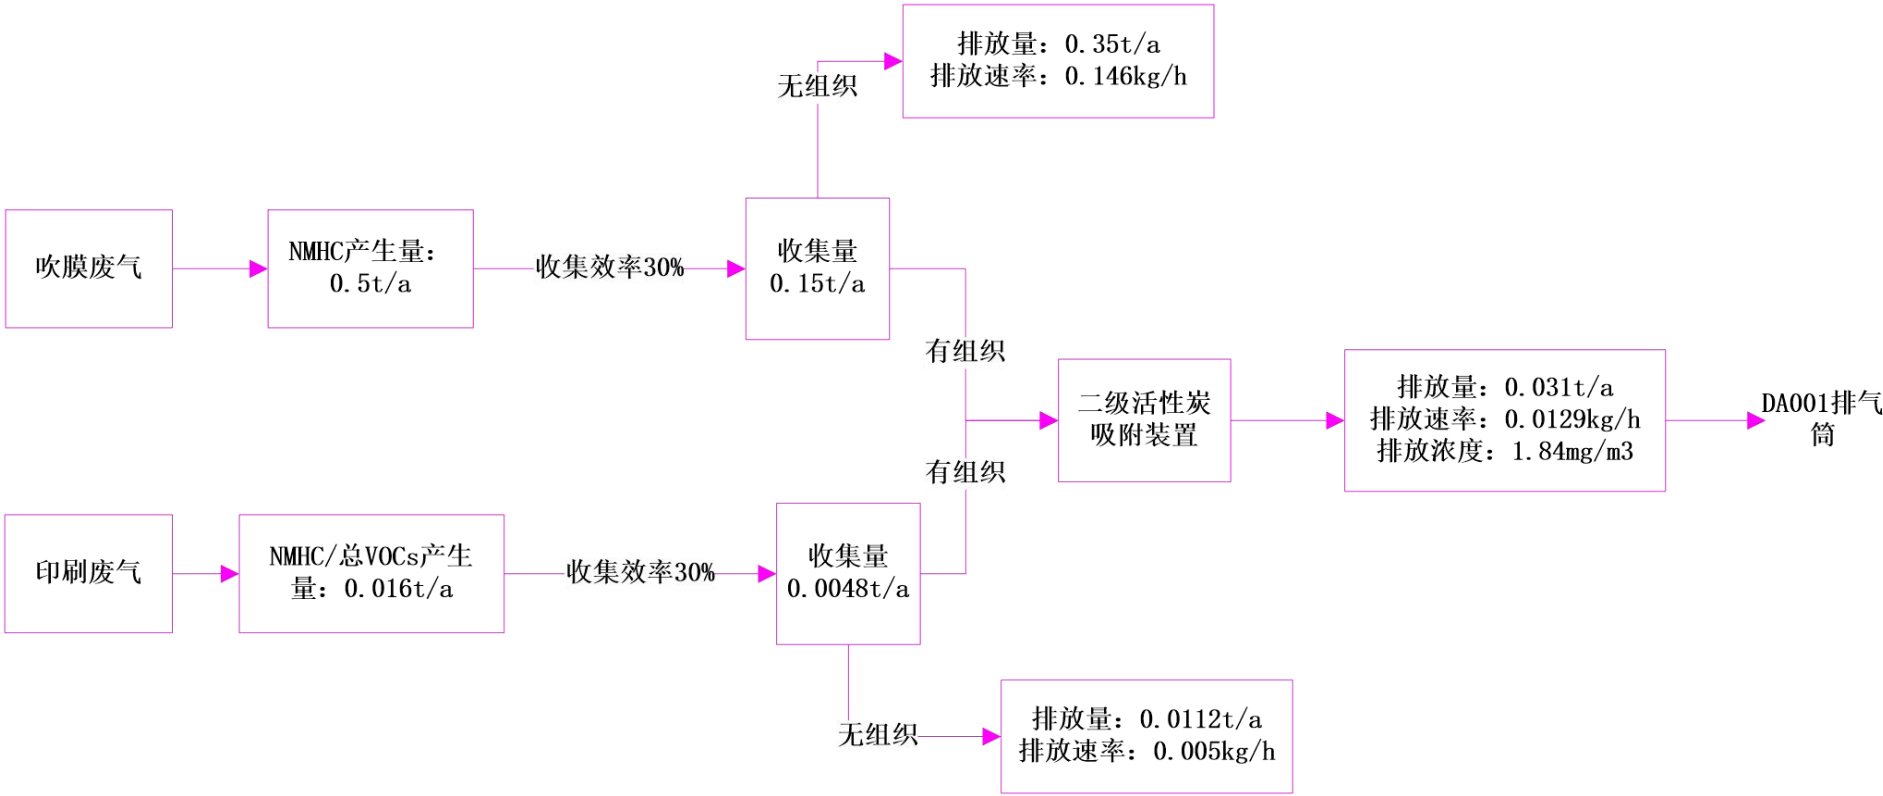 排放量：0.35t/a
排放速率：0.146kg/h
无组织
吹膜废气
NMHC产生量：
0.5t/a
收集效率30%
收集量
0.15t/a
有组织
二级活性炭
吸附装置
排放量：0.031t/a
排放速率：0.0129kg/h
排放浓度：1.84mg/m3
DA001排气
筒
有组织
印刷废气
NMHC/总VOCs产生
量：0.016t/a
收集效率30%
收集量
0.0048t/a
无组织
排放量：0.0112t/a
排放速率：0.005kg/h